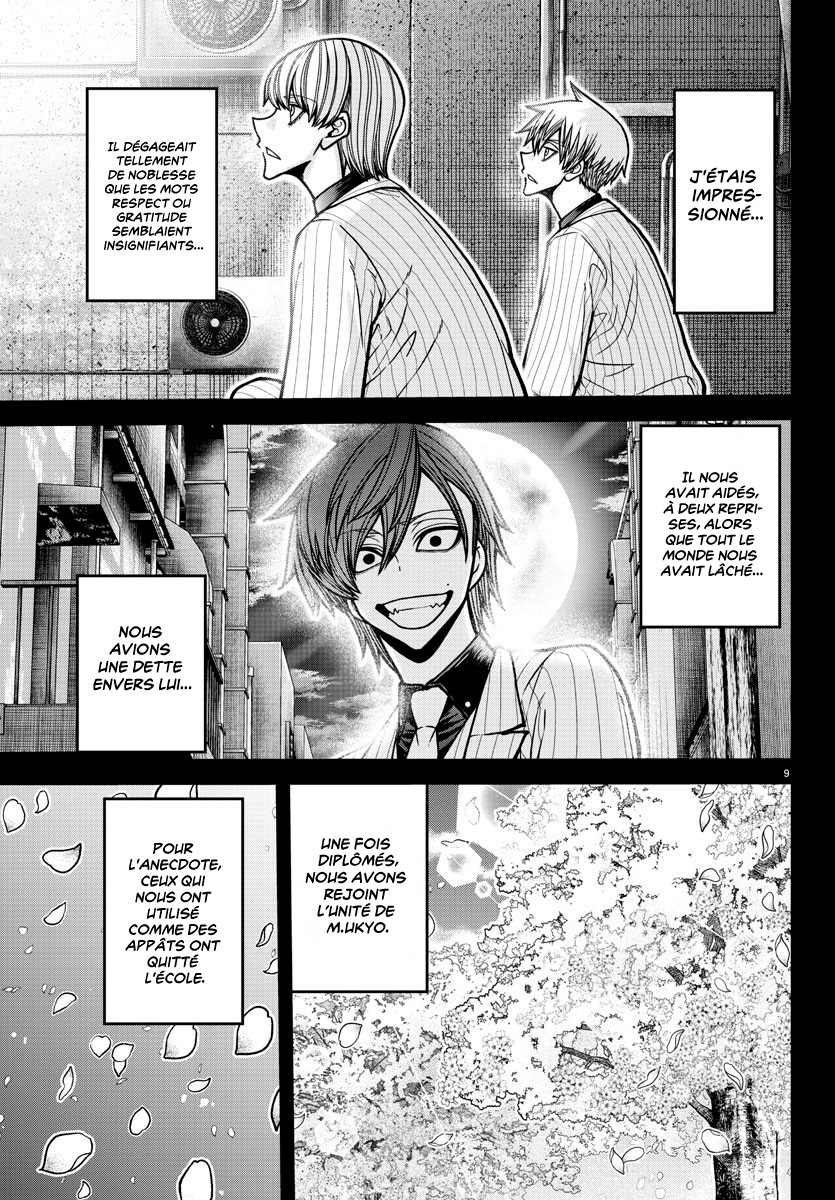 J'ÉTAIS
IMPRES-
SIONNÉ...
IL DÉGAGEAIT
TELLEMENT
DE NOBLESSE
QUE LES MOTS
RESPECT OU
GRATITUDE
SEMBLAIENT
INSIGNIFIANTS...
IL NOUS
AVAIT AIDÉS,
À DEUX REPRI-
SES, ALORS
QUE TOUT LE
MONDE NOUS
AVAIT LÂCHÉ...
NOUS
AVIONS
UNE DETTE
ENVERS LUI...
9
UNE FOIS
DIPLÔMÉS,
NOUS AVONS
REJOINT
L'UNITÉ DE
M.UKYO.
POUR
L'ANECDOTE,
CEUX QUI
NOUS ONT
UTILISÉ
COMME DES
APPÂTS ONT
QUITTÉ
L'ÉCOLE.